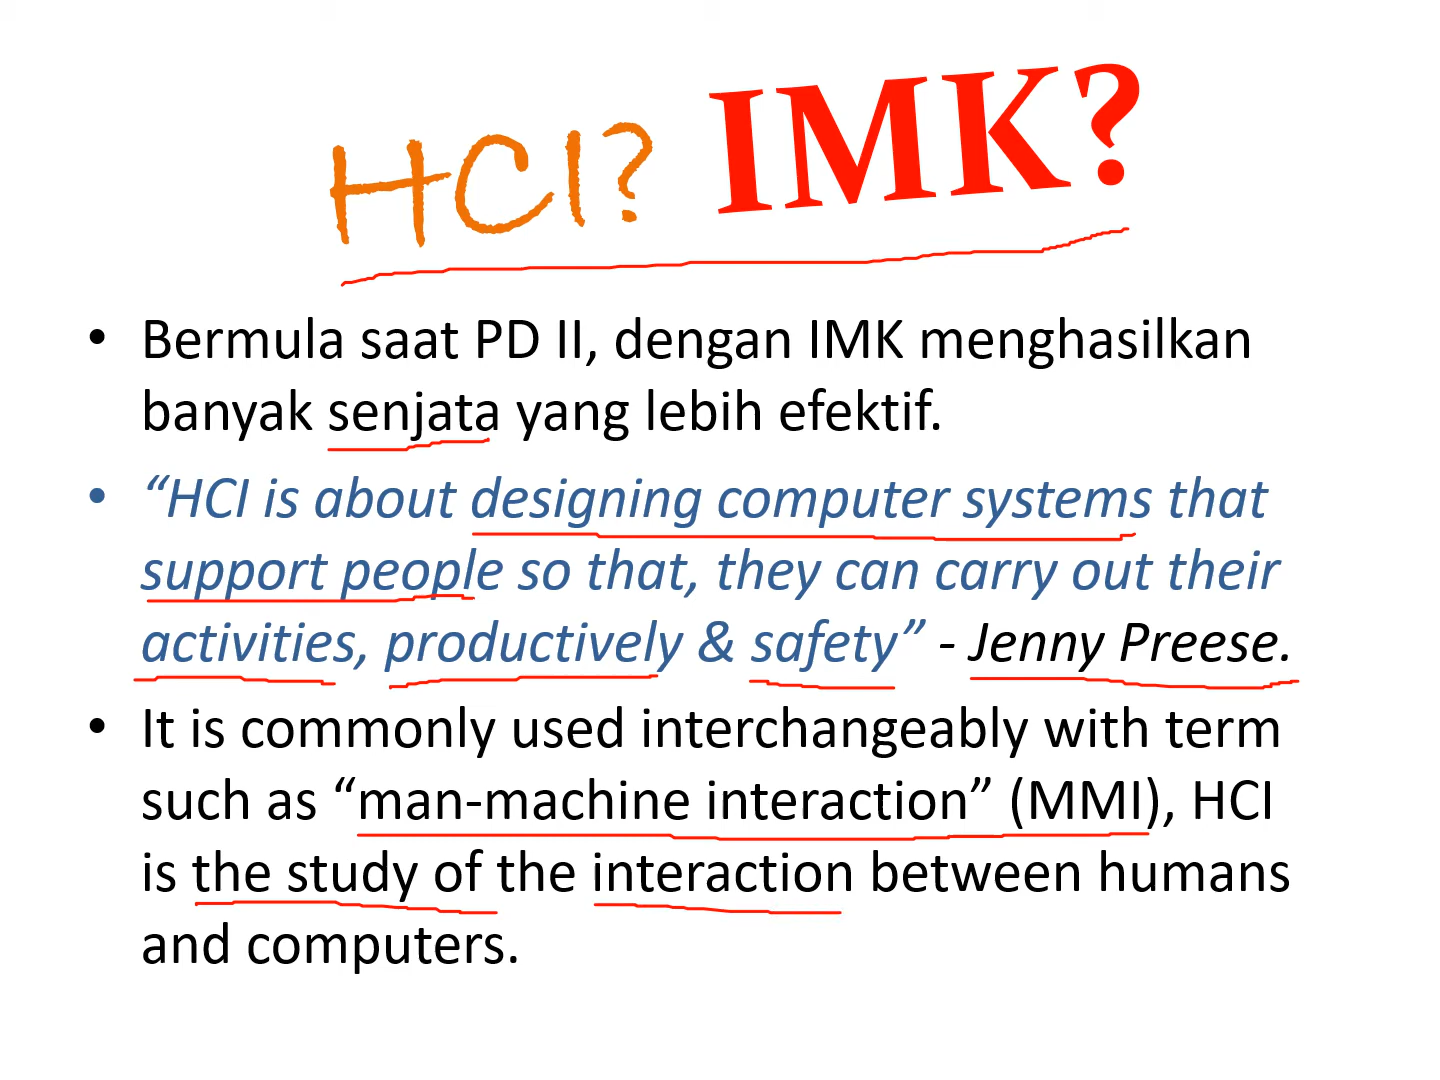 HCI? IMK?
• Bermula saat PD II, dengan IMK menghasilkan
banyak senjata yang lebih efektif.
• “HCI is about designing computer systems that
support people so that, they can carry out their
activities, productively & safety” - Jenny Preese.
• It is commonly used interchangeably with term
such as “man-machine interaction” (MMI), HCI
is the study of the interaction between humans
and computers.